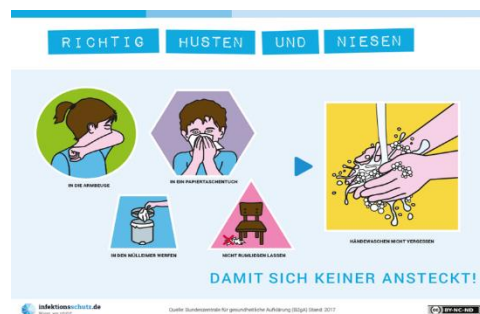 RICHTIG HUSTEN UND NIESEN
IN DIE ARMBEUGE
IN EIN PAPIERTASCHENTUCH
IN DEN MÜLLEIMER WERFEN
NICHT RUMLIEGEN LASSEN
HÄNDEWASCHEN NICHT VERGESSEN
DAMIT SICH KEINER ANSTECKT!
infektionsschutz.de
Quelle: Bundeszentrale für gesundheitliche Aufklärung (BZgA), Stand: 2017
CC BY-NC-ND